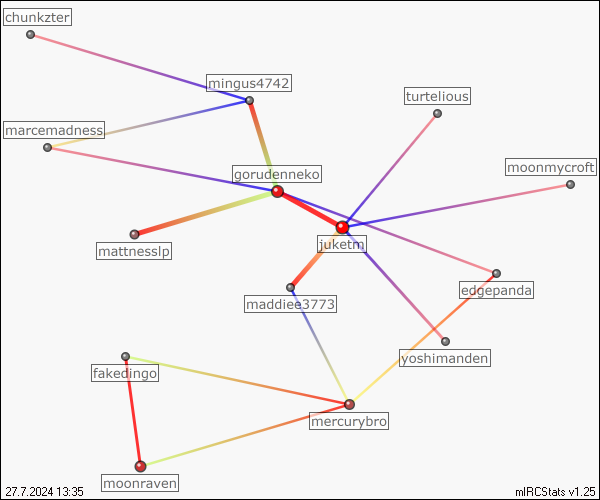 chunkzter
mingus4742
turtelious
marcemadness
moonmycroft
gorudenneko
juketm
mattnesslp
edgepanda
maddiee3773
yoshimanden
fakedingo
mercurybro
moonraven
27.7.2024 13:35
mIRCStats v1.25